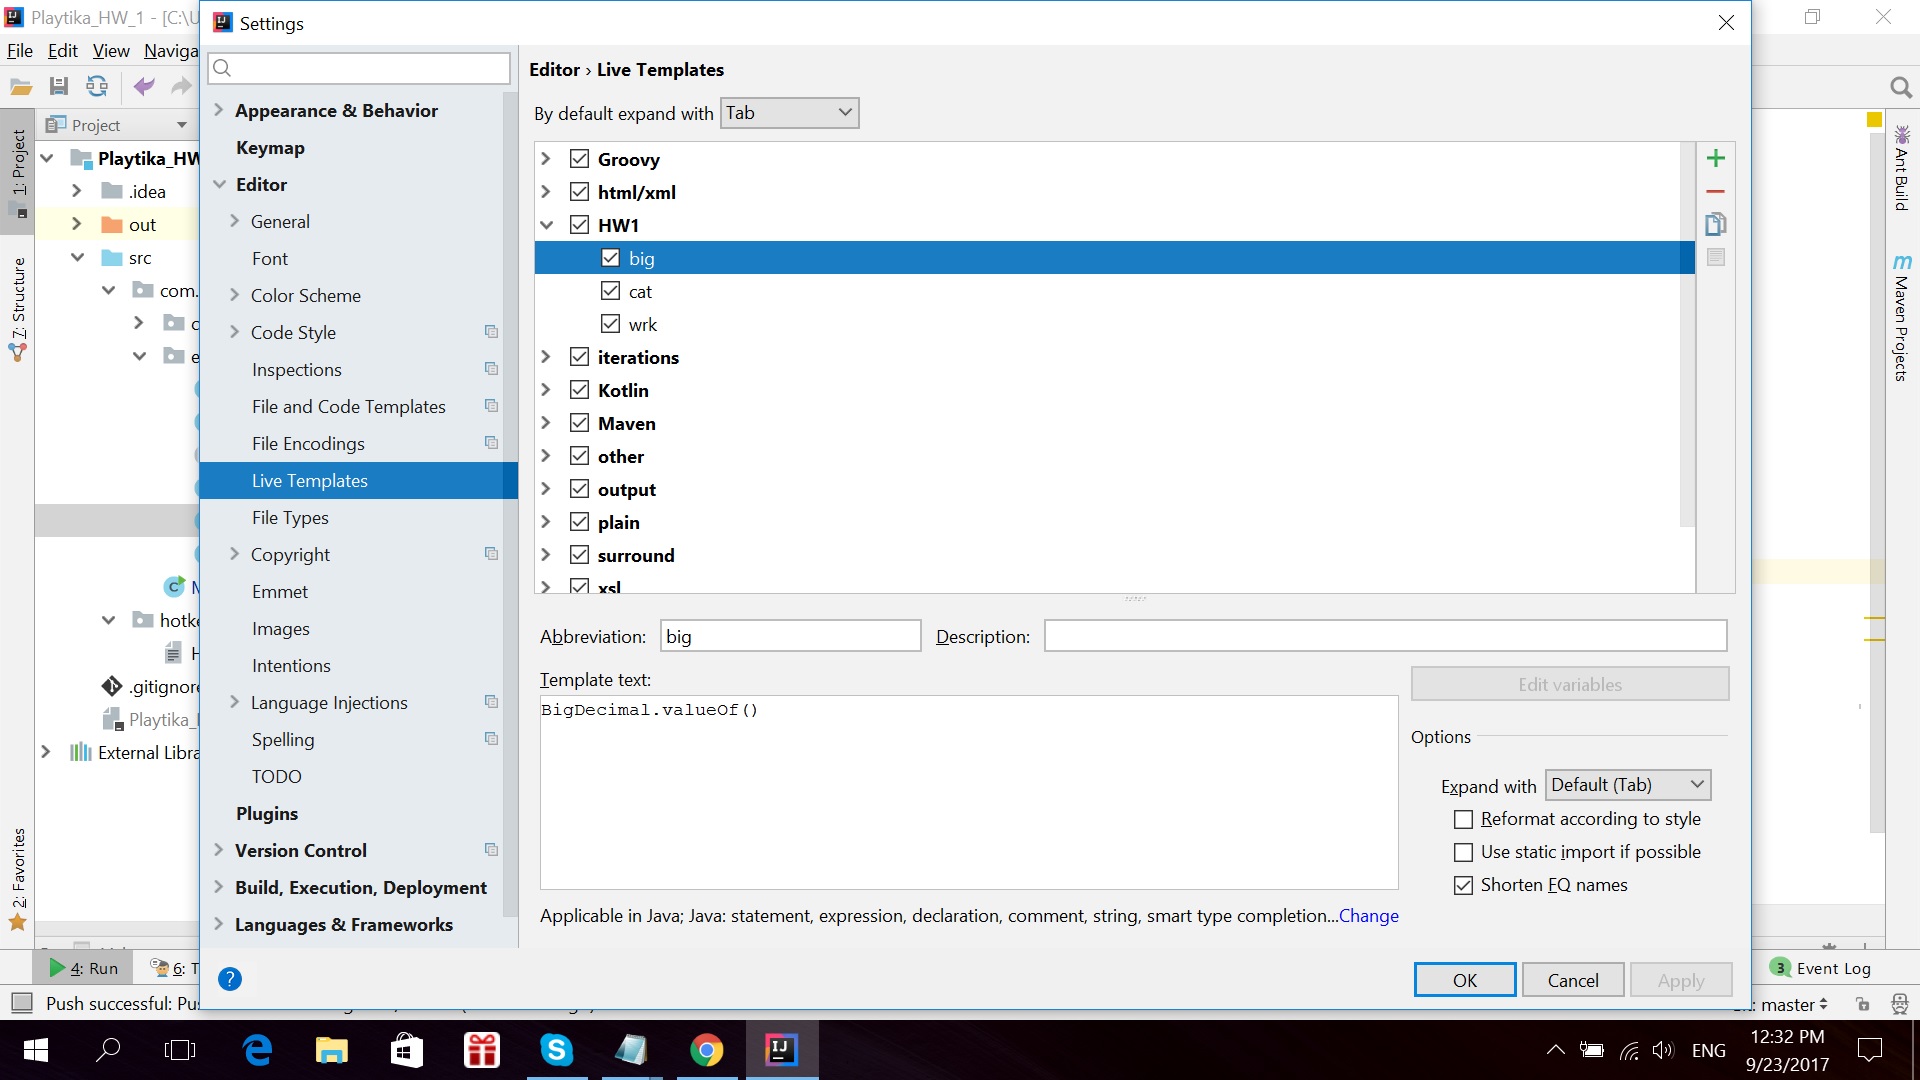 Playtika_HW_1 - [C:\U
Settings
File Edit View Naviga
Editor › Live Templates
Appearance & Behavior
By default expand with Tab
Project
1: Project
Keymap
Playtika_HW
Groovy
Editor
.idea
html/xml
General
out
HW1
Font
src
big
Color Scheme
com.
cat
Code Style
wrk
Inspections
iterations
File and Code Templates
Kotlin
File Encodings
Maven
Live Templates
other
File Types
output
Copyright
plain
Emmet
surround
xsl
Images
hotke
Abbreviation: big
Description:
Intentions
Template text:
Edit variables
.gitignore
Language Injections
BigDecimal.valueOf()
Playtika_
Spelling
Options
External Libra
TODO
Expand with Default (Tab)
Plugins
Reformat according to style
Version Control
Use static import if possible
Build, Execution, Deployment
Shorten FQ names
Languages & Frameworks
Applicable in Java; Java: statement, expression, declaration, comment, string, smart type completion...Change
7: Structure
2: Favorites
Ant Build
m
Maven Projects
4: Run
6: T
?
OK
Cancel
Apply
3 Event Log
Push successful: Pus
master
IJ
ENG
12:32 PM
9/23/2017